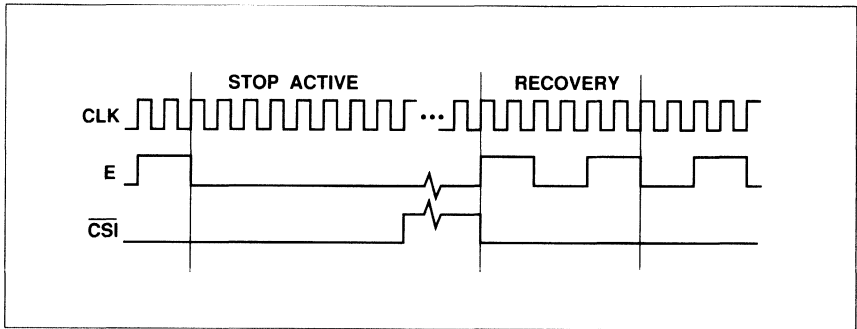 STOP ACTIVE RECOVERY
CLK ...
E
CSI